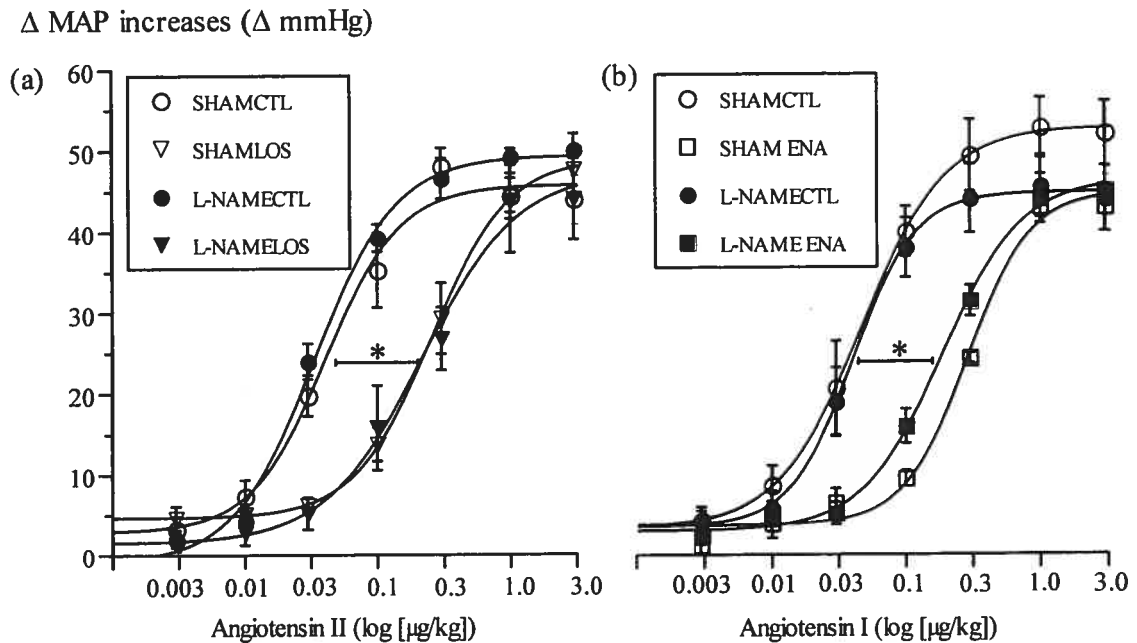 Δ MAP increases (Δ mmHg)
(a)
60
50
40
30
20
10
0
SHAMCTL
SHAMLOS
L-NAMECTL
L-NAMELOS
*
0.003 0.01 0.03 0.1 0.3 1.0 3.0
Angiotensin II (log [µg/kg])
(b)
SHAMCTL
SHAM ENA
L-NAMECTL
L-NAME ENA
*
0.003 0.01 0.03 0.1 0.3 1.0 3.0
Angiotensin I (log [µg/kg])